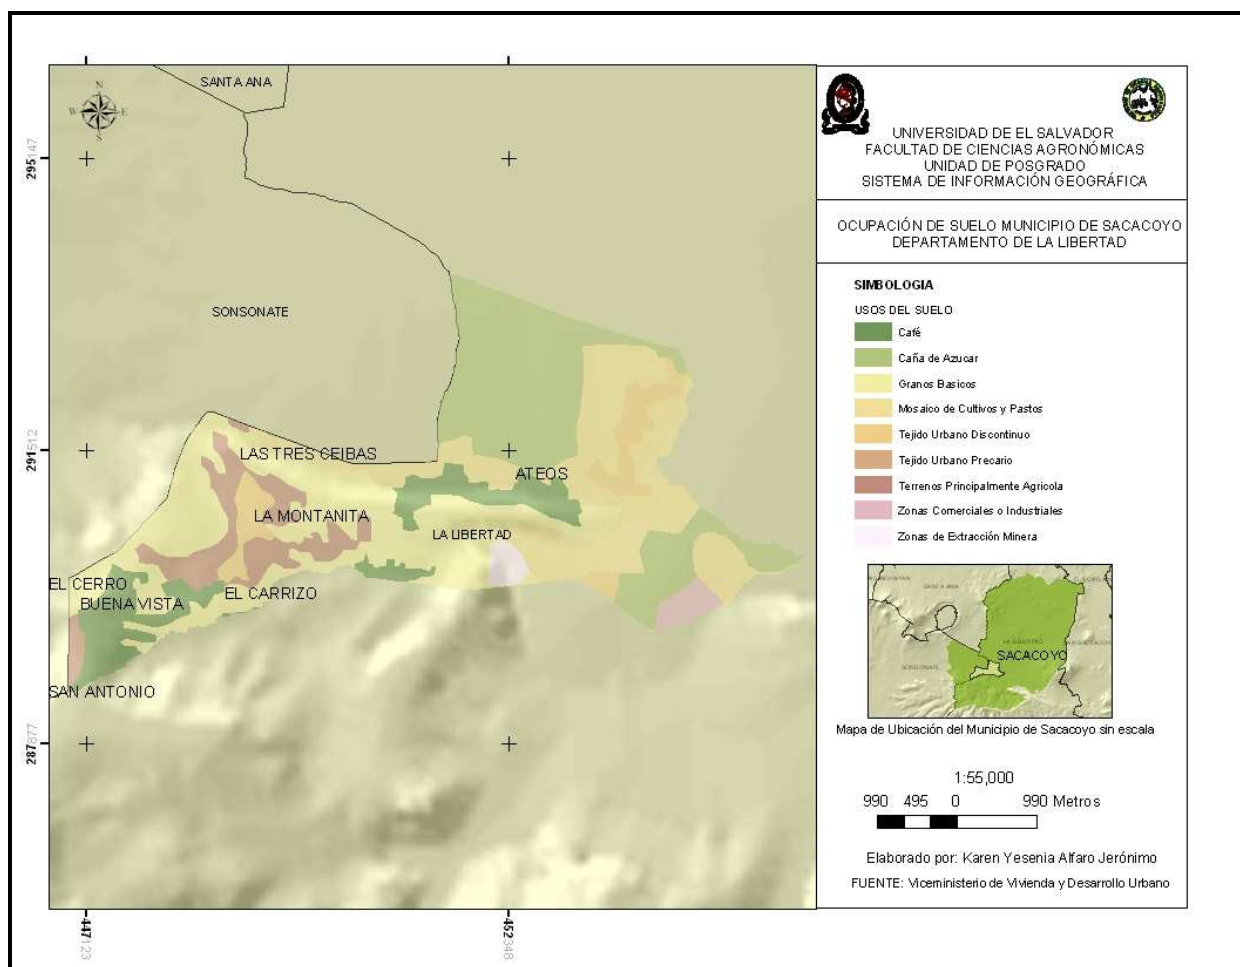 SANTA ANA
N
W E
S
295147
SONSONATE
291512
LAS TRES CEIBAS
ATEOS
LA MONTANITA
LA LIBERTAD
EL CERRO
BUENA VISTA
EL CARRIZO
SAN ANTONIO
287877
447123
452348
UNIVERSIDAD DE EL SALVADOR
FACULTAD DE CIENCIAS AGRONÓMICAS
UNIDAD DE POSGRADO
SISTEMA DE INFORMACIÓN GEOGRÁFICA
OCUPACIÓN DE SUELO MUNICIPIO DE SACACOYO
DEPARTAMENTO DE LA LIBERTAD
SIMBOLOGIA
USOS DEL SUELO
Café
Caña de Azucar
Granos Basicos
Mosaico de Cultivos y Pastos
Tejido Urbano Discontinuo
Tejido Urbano Precario
Terrenos Principalmente Agricola
Zonas Comerciales o Industriales
Zonas de Extracción Minera
SANTA ANA
LA LIBERTAD
SACACOYO
SONSONATE
Mapa de Ubicación del Municipio de Sacacoyo sin escala
1:55,000
990 495 0 990 Metros
Elaborado por: Karen Yesenia Alfaro Jerónimo
FUENTE: Viceministerio de Vivienda y Desarrollo Urbano